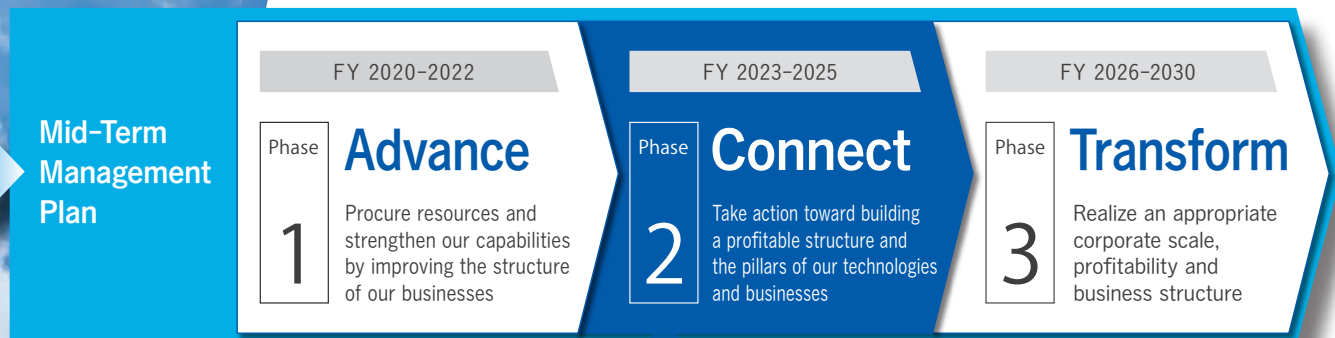 Mid-Term
Management
Plan
FY 2020-2022
Phase
1
Advance
Procure resources and
strengthen our capabilities
by improving the structure
of our businesses
FY 2023-2025
Phase
2
Connect
Take action toward building
a profitable structure and
the pillars of our technologies
and businesses
FY 2026-2030
Phase
3
Transform
Realize an appropriate
corporate scale,
profitability and
business structure